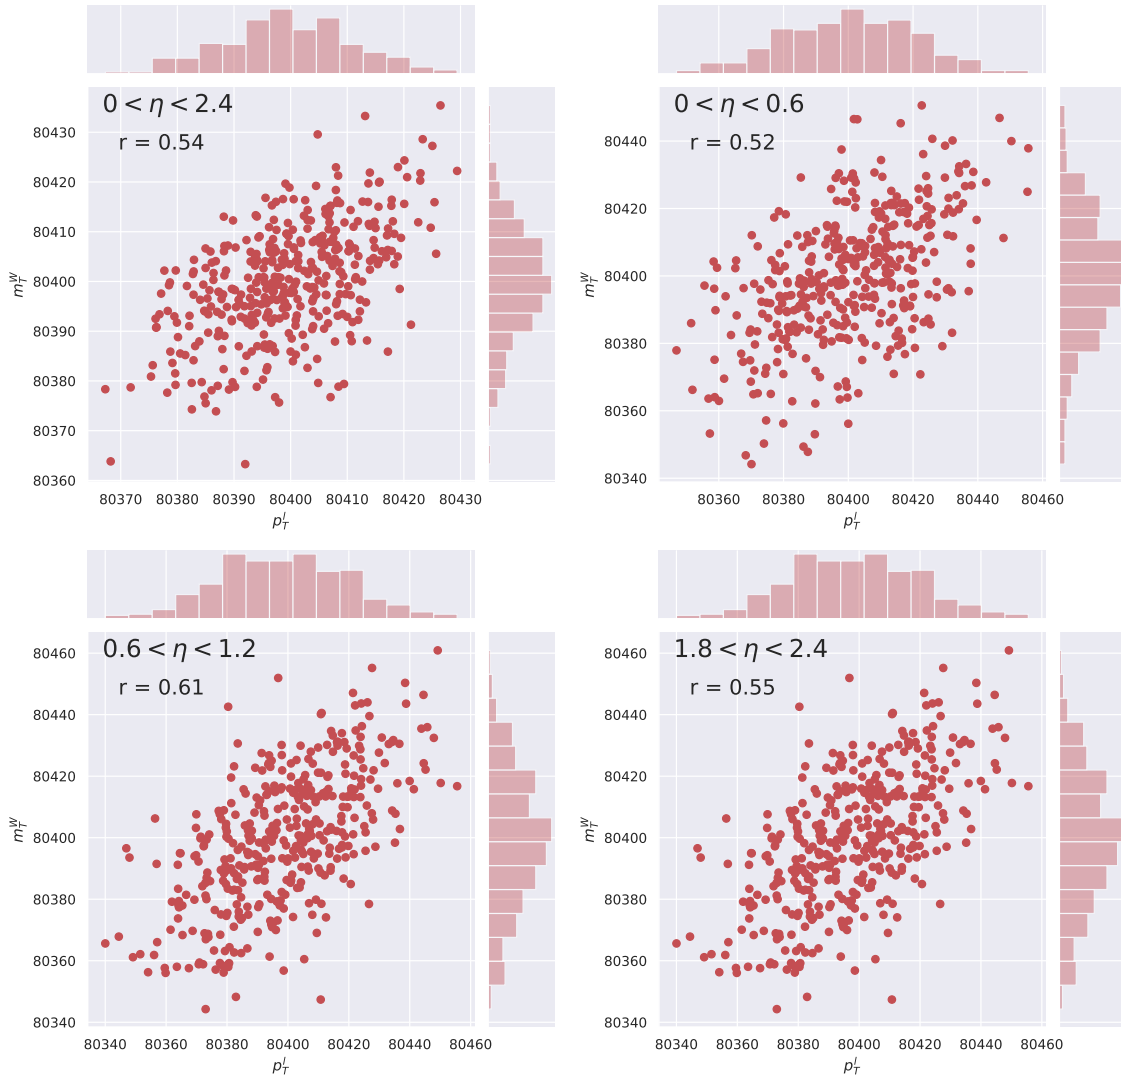 0 < η < 2.4
r = 0.54
80430
80420
80410
80400
80390
80380
80370
80360
m_T^W
80370 80380 80390 80400 80410 80420 80430
p_T^l
0 < η < 0.6
r = 0.52
80440
80420
80400
80380
80360
80340
m_T^W
80360 80380 80400 80420 80440 80460
p_T^l
0.6 < η < 1.2
r = 0.61
80460
80440
80420
80400
80380
80360
80340
m_T^W
80340 80360 80380 80400 80420 80440 80460
p_T^l
1.8 < η < 2.4
r = 0.55
80460
80440
80420
80400
80380
80360
80340
m_T^W
80340 80360 80380 80400 80420 80440 80460
p_T^l